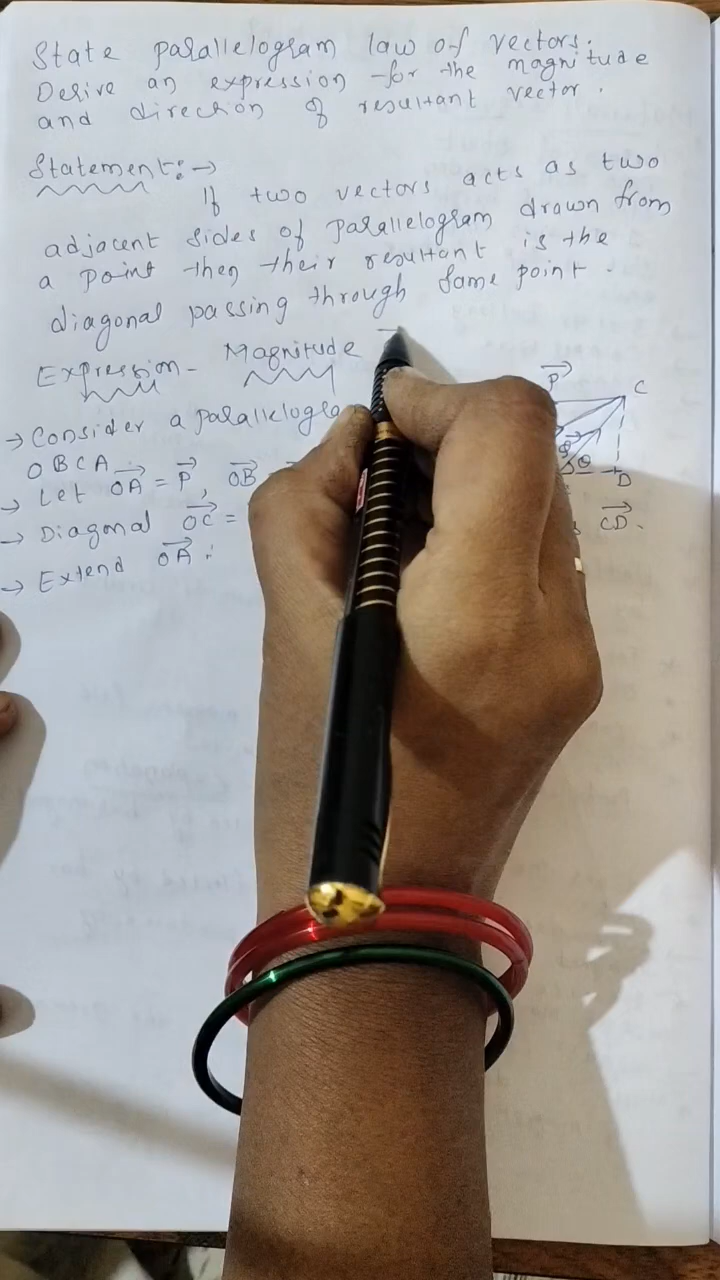 State parallelogram law of vectors.
Derive an expression for the magnitude
and direction of resultant vector.
Statement:→
If two vectors acts as two
adjacent sides of parallelogram drawn from
a point then their resultant is the
diagonal passing through same point.
Expression- Magnitude
→ Consider a parallelogra
OBCA.
→ Let OA⃗ = P⃗, OB⃗
→ Diagonal OC⃗ =
→ Extend OA⃗
CD⃗.
P⃗
C
θ
D